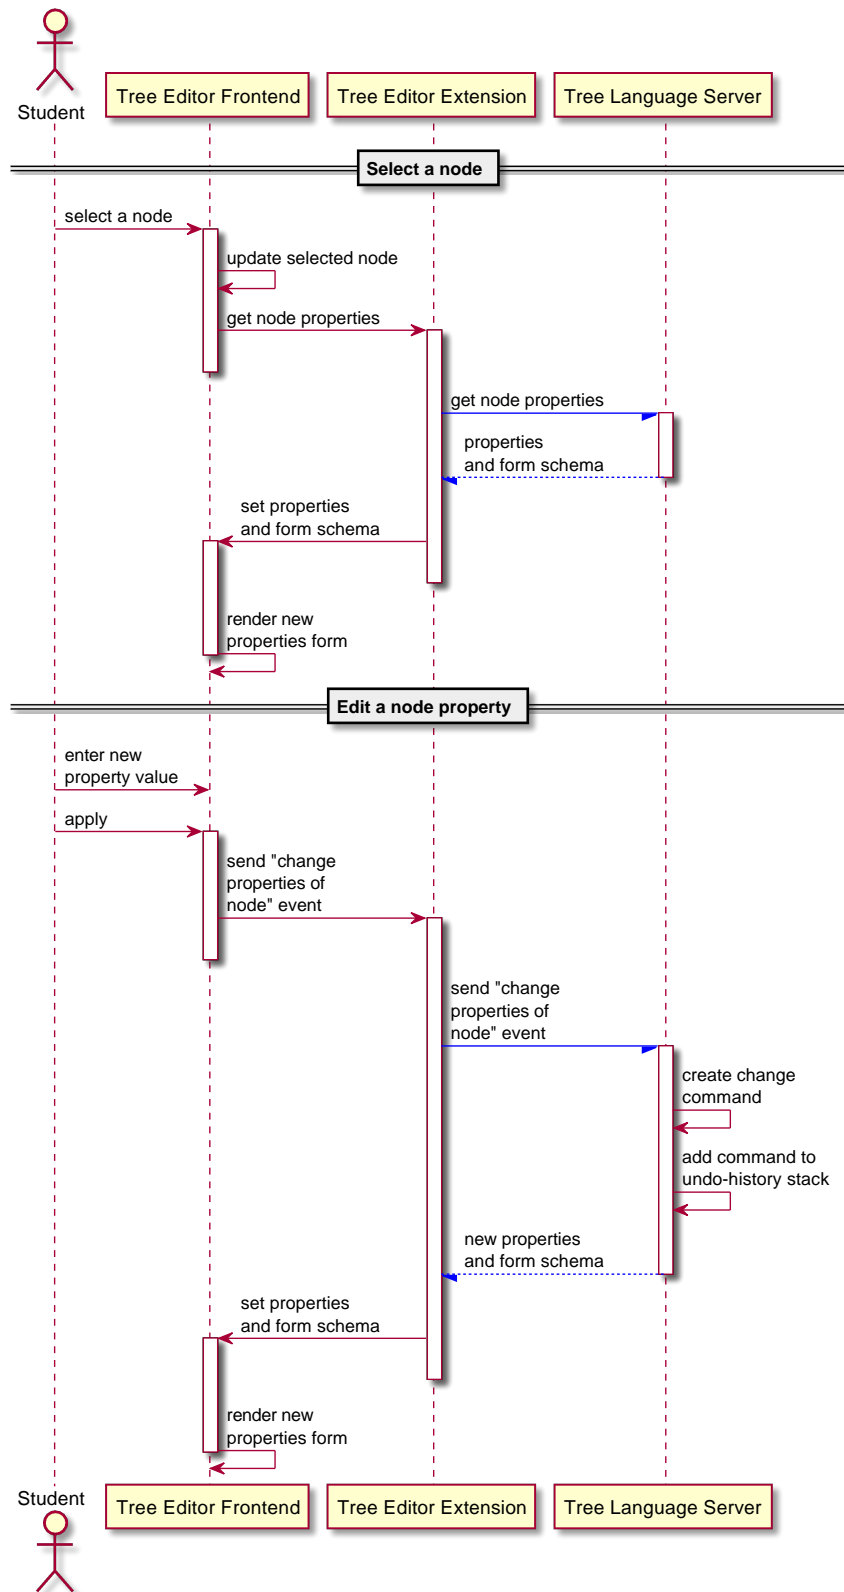 Student
Tree Editor Frontend
Tree Editor Extension
Tree Language Server
Select a node
select a node
update selected node
get node properties
get node properties
properties
and form schema
set properties
and form schema
render new
properties form
Edit a node property
enter new
property value
apply
send "change
properties of
node" event
send "change
properties of
node" event
create change
command
add command to
undo-history stack
new properties
and form schema
set properties
and form schema
render new
properties form
Student
Tree Editor Frontend
Tree Editor Extension
Tree Language Server